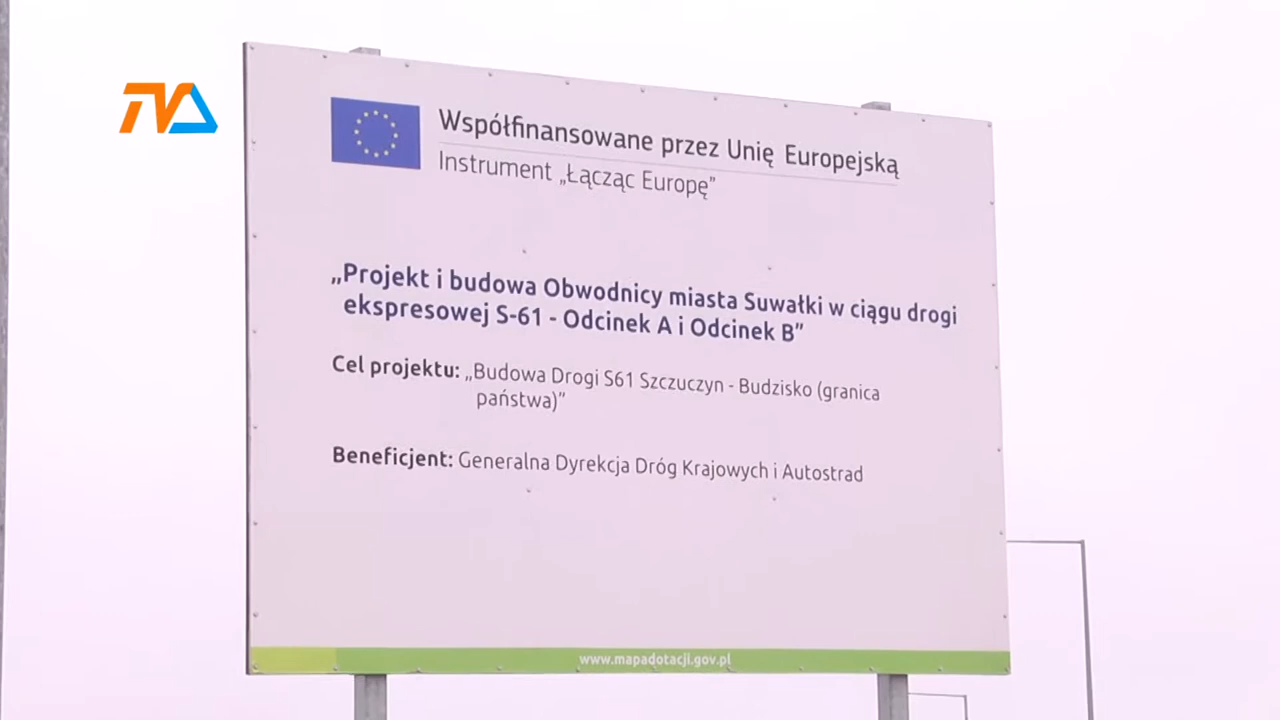 TVA
Współfinansowane przez Unię Europejską
Instrument „Łącząc Europę”
„Projekt i budowa Obwodnicy miasta Suwałki w ciągu drogi
ekspresowej S-61 - Odcinek A i Odcinek B”
Cel projektu: „Budowa Drogi S61 Szczuczyn - Budzisko (granica
państwa)”
Beneficjent: Generalna Dyrekcja Dróg Krajowych i Autostrad
www.mapadotacji.gov.pl